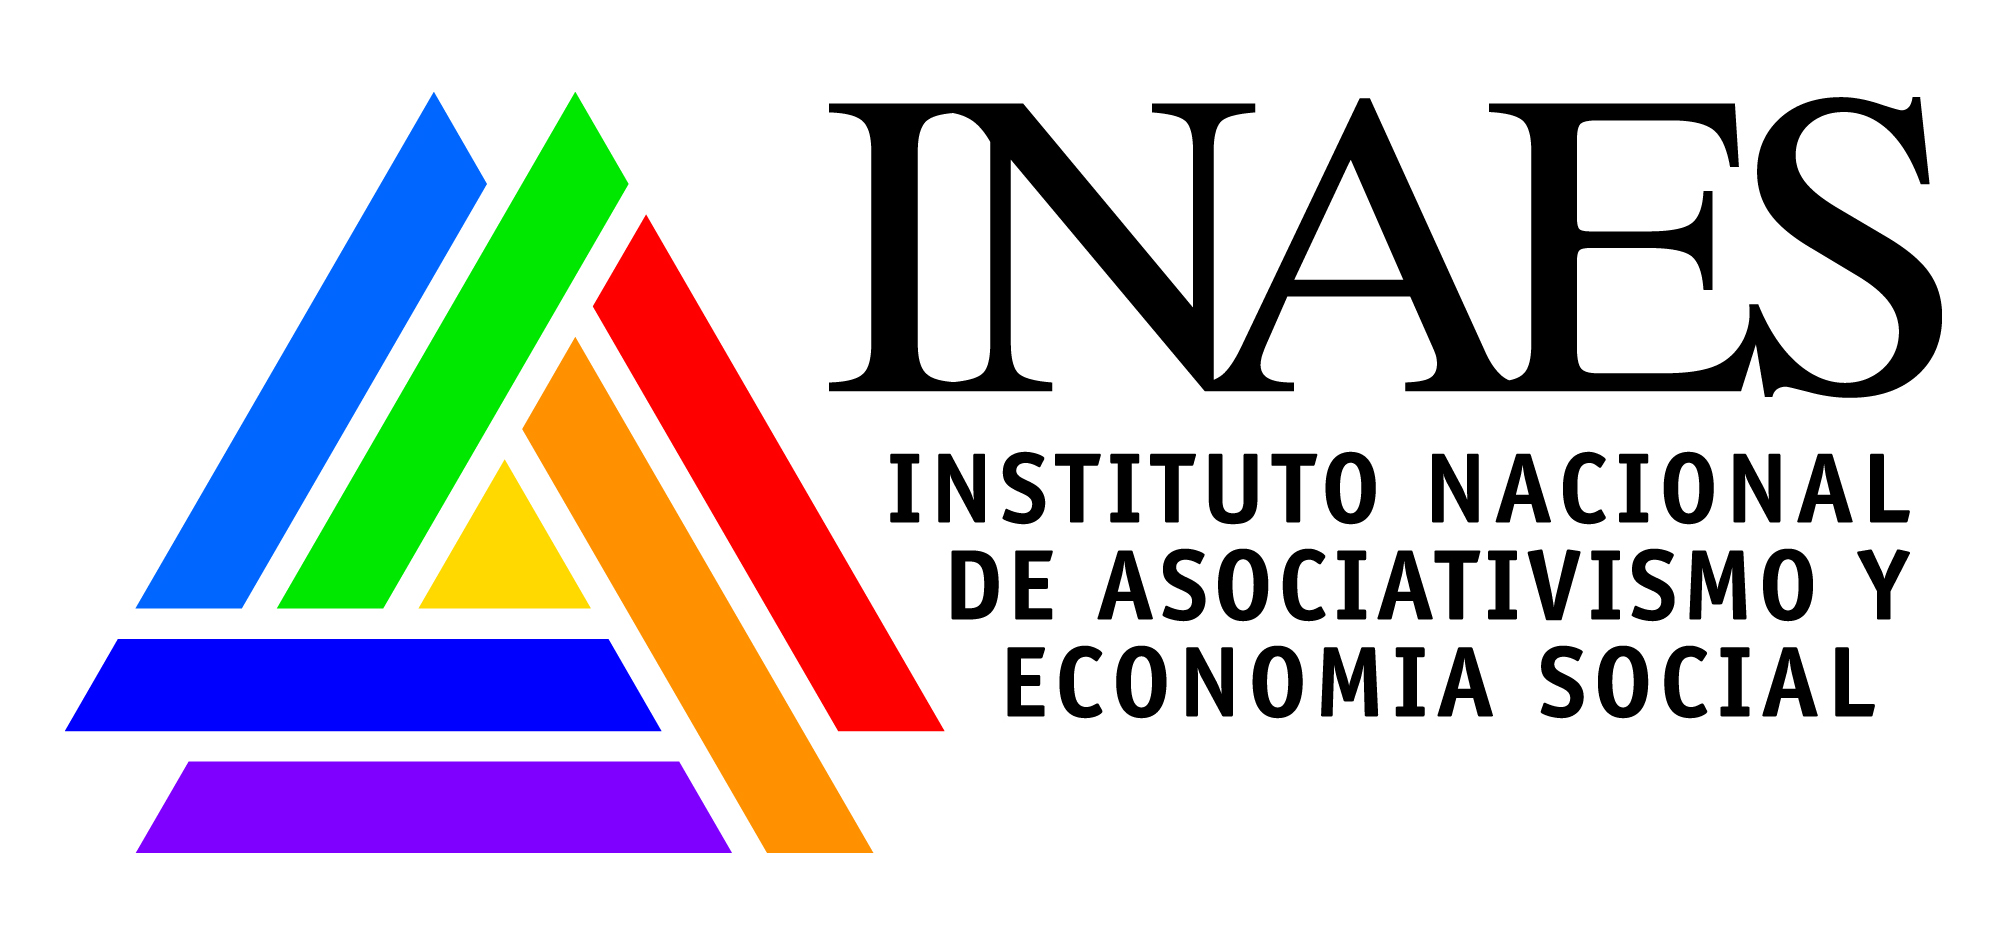 INAES
INSTITUTO NACIONAL
DE ASOCIATIVISMO Y
ECONOMIA SOCIAL